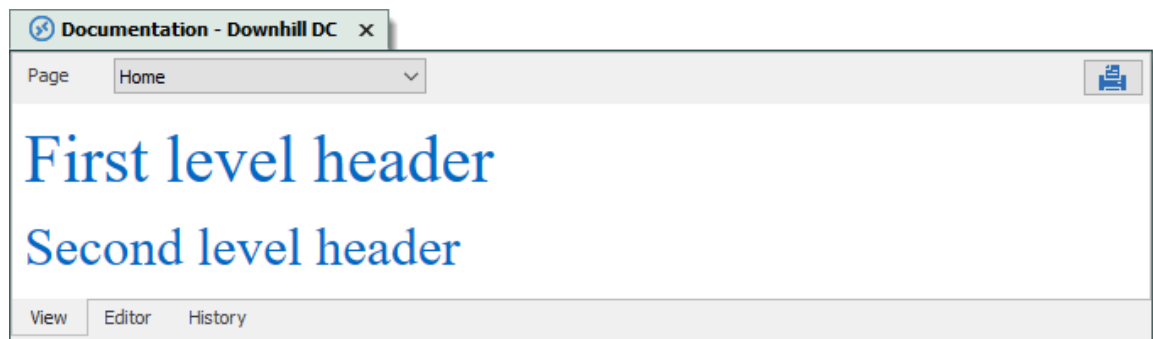 Documentation - Downhill DC x
Page Home
First level header
Second level header
View Editor History